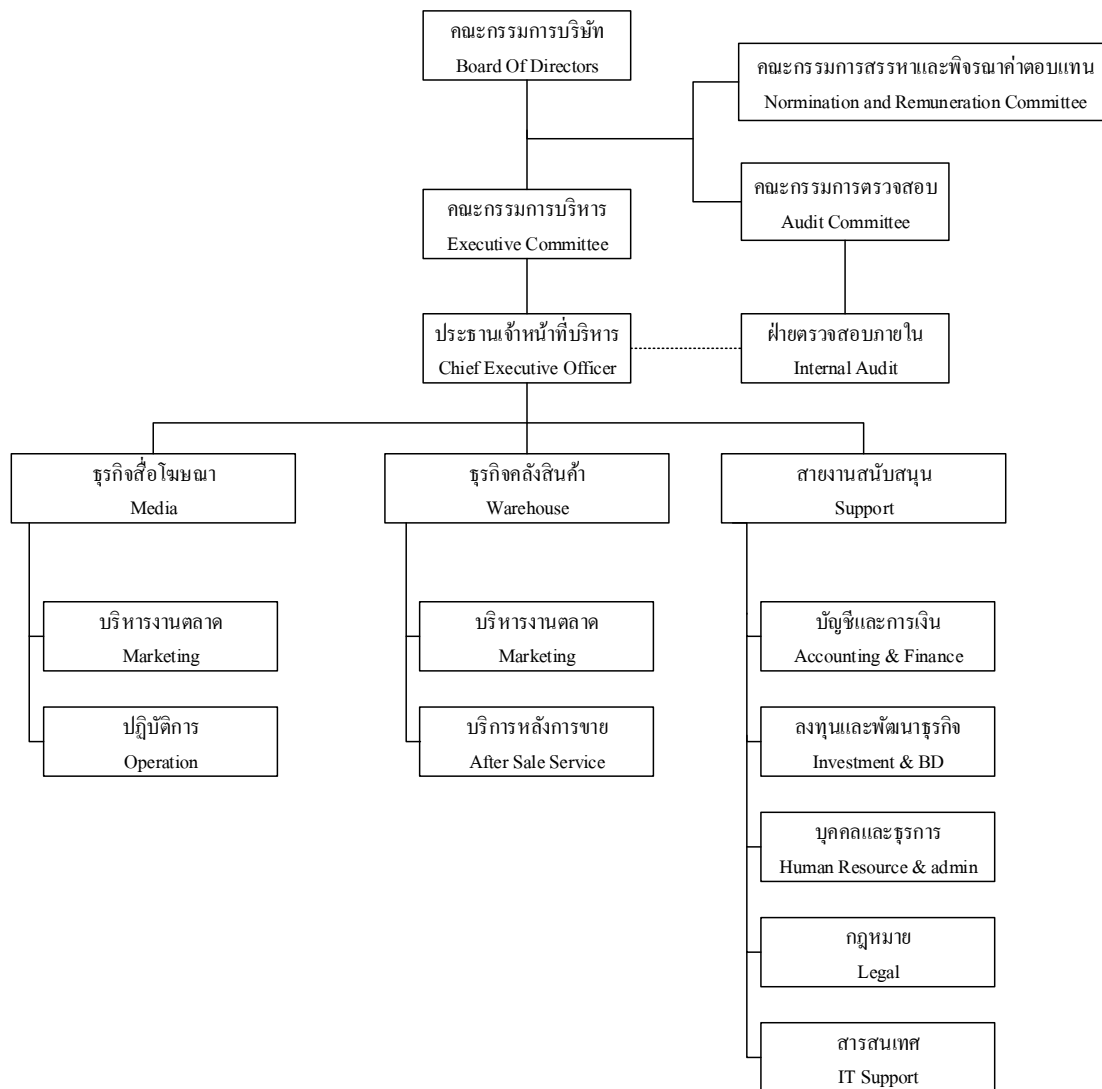 คณะกรรมการบริษัท
Board Of Directors
คณะกรรมการสรรหาและพิจรณาค่าตอบแทน
Normination and Remuneration Committee
คณะกรรมการบริหาร
Executive Committee
คณะกรรมการตรวจสอบ
Audit Committee
ประธานเจ้าหน้าที่บริหาร
Chief Executive Officer
ฝ่ายตรวจสอบภายใน
Internal Audit
ธุรกิจสื่อโฆษณา
Media
ธุรกิจคลังสินค้า
Warehouse
สายงานสนับสนุน
Support
บริหารงานตลาด
Marketing
บริหารงานตลาด
Marketing
บัญชีและการเงิน
Accounting & Finance
ปฏิบัติการ
Operation
บริการหลังการขาย
After Sale Service
ลงทุนและพัฒนาธุรกิจ
Investment & BD
บุคคลและธุรการ
Human Resource & admin
กฎหมาย
Legal
สารสนเทศ
IT Support